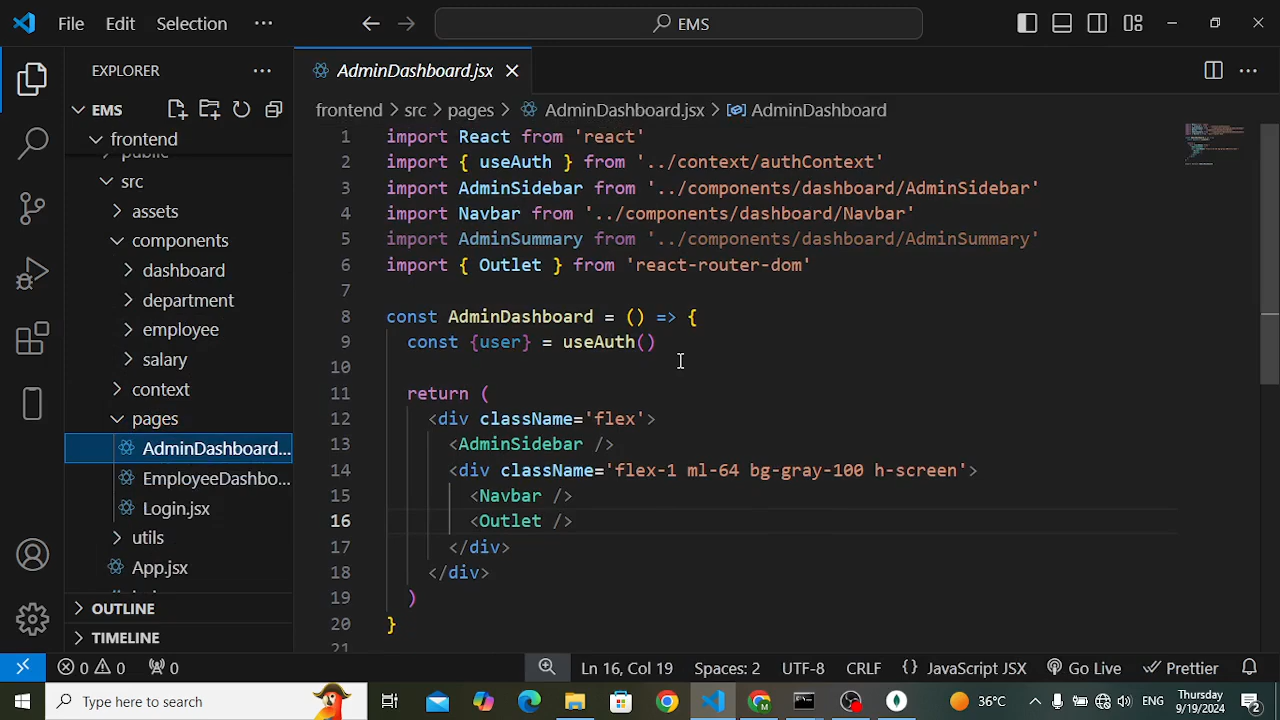 File Edit Selection ··· EMS
EXPLORER ···
AdminDashboard.jsx
EMS
frontend
public
src
assets
components
dashboard
department
employee
salary
context
pages
AdminDashboard...
EmployeeDashbo...
Login.jsx
utils
App.jsx
OUTLINE
TIMELINE
frontend > src > pages > AdminDashboard.jsx > AdminDashboard
1 import React from 'react'
2 import { useAuth } from '../context/authContext'
3 import AdminSidebar from '../components/dashboard/AdminSidebar'
4 import Navbar from '../components/dashboard/Navbar'
5 import AdminSummary from '../components/dashboard/AdminSummary'
6 import { Outlet } from 'react-router-dom'
7
8 const AdminDashboard = () => {
9 const {user} = useAuth()
10
11 return (
12 <div className='flex'>
13 <AdminSidebar />
14 <div className='flex-1 ml-64 bg-gray-100 h-screen'>
15 <Navbar />
16 <Outlet />
17 </div>
18 </div>
19 )
20 }
21
0 0 0 Ln 16, Col 19 Spaces: 2 UTF-8 CRLF {} JavaScript JSX Go Live Prettier
Type here to search 36°C ENG Thursday
9/19/2024 2